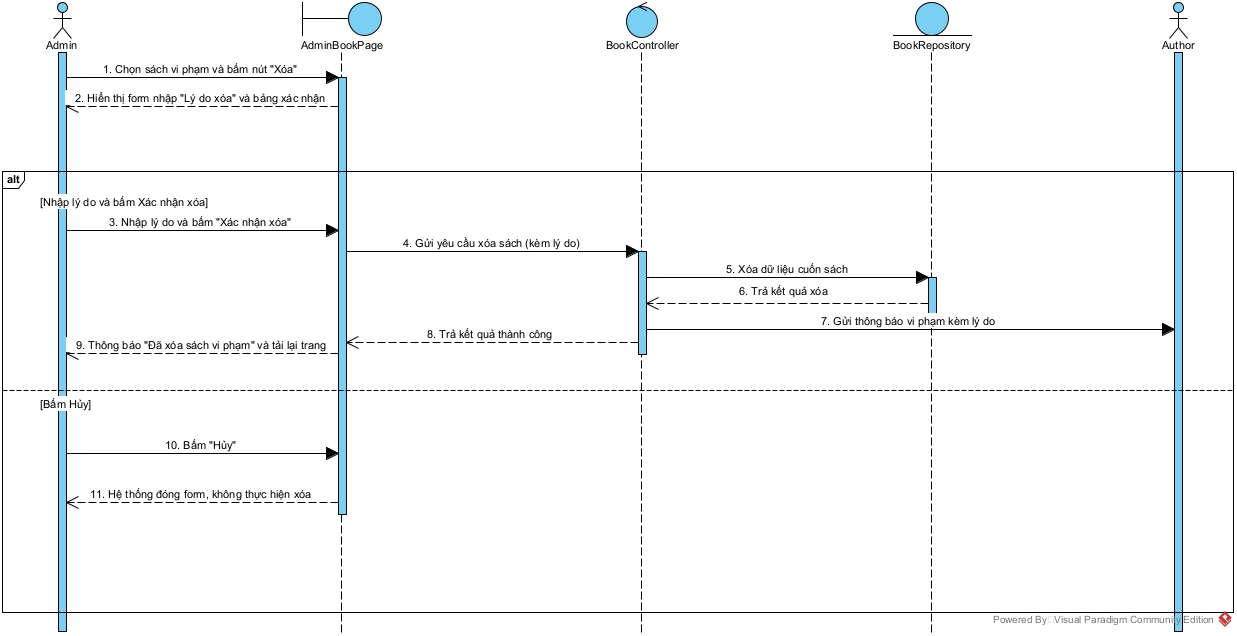 Admin
AdminBookPage
BookController
BookRepository
Author
1. Chọn sách vi phạm và bấm nút "Xóa"
2. Hiển thị form nhập "Lý do xóa" và bảng xác nhận
alt
[Nhập lý do và bấm Xác nhận xóa]
3. Nhập lý do và bấm "Xác nhận xóa"
4. Gửi yêu cầu xóa sách (kèm lý do)
5. Xóa dữ liệu cuốn sách
6. Trả kết quả xóa
7. Gửi thông báo vi phạm kèm lý do
8. Trả kết quả thành công
9. Thông báo "Đã xóa sách vi phạm" và tải lại trang
[Bấm Hủy]
10. Bấm "Hủy"
11. Hệ thống đóng form, không thực hiện xóa
Powered By Visual Paradigm Community Edition